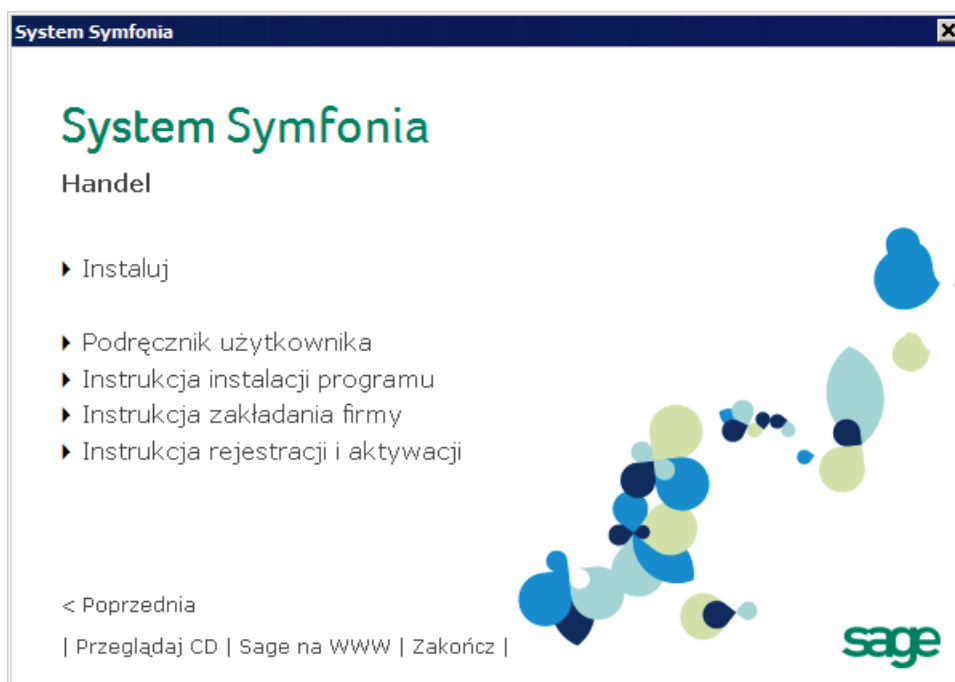 System Symfonia
System Symfonia
Handel
Instaluj
Podręcznik użytkownika
Instrukcja instalacji programu
Instrukcja zakładania firmy
Instrukcja rejestracji i aktywacji
< Poprzednia
| Przeglądaj CD | Sage na WWW | Zakończ |
sage